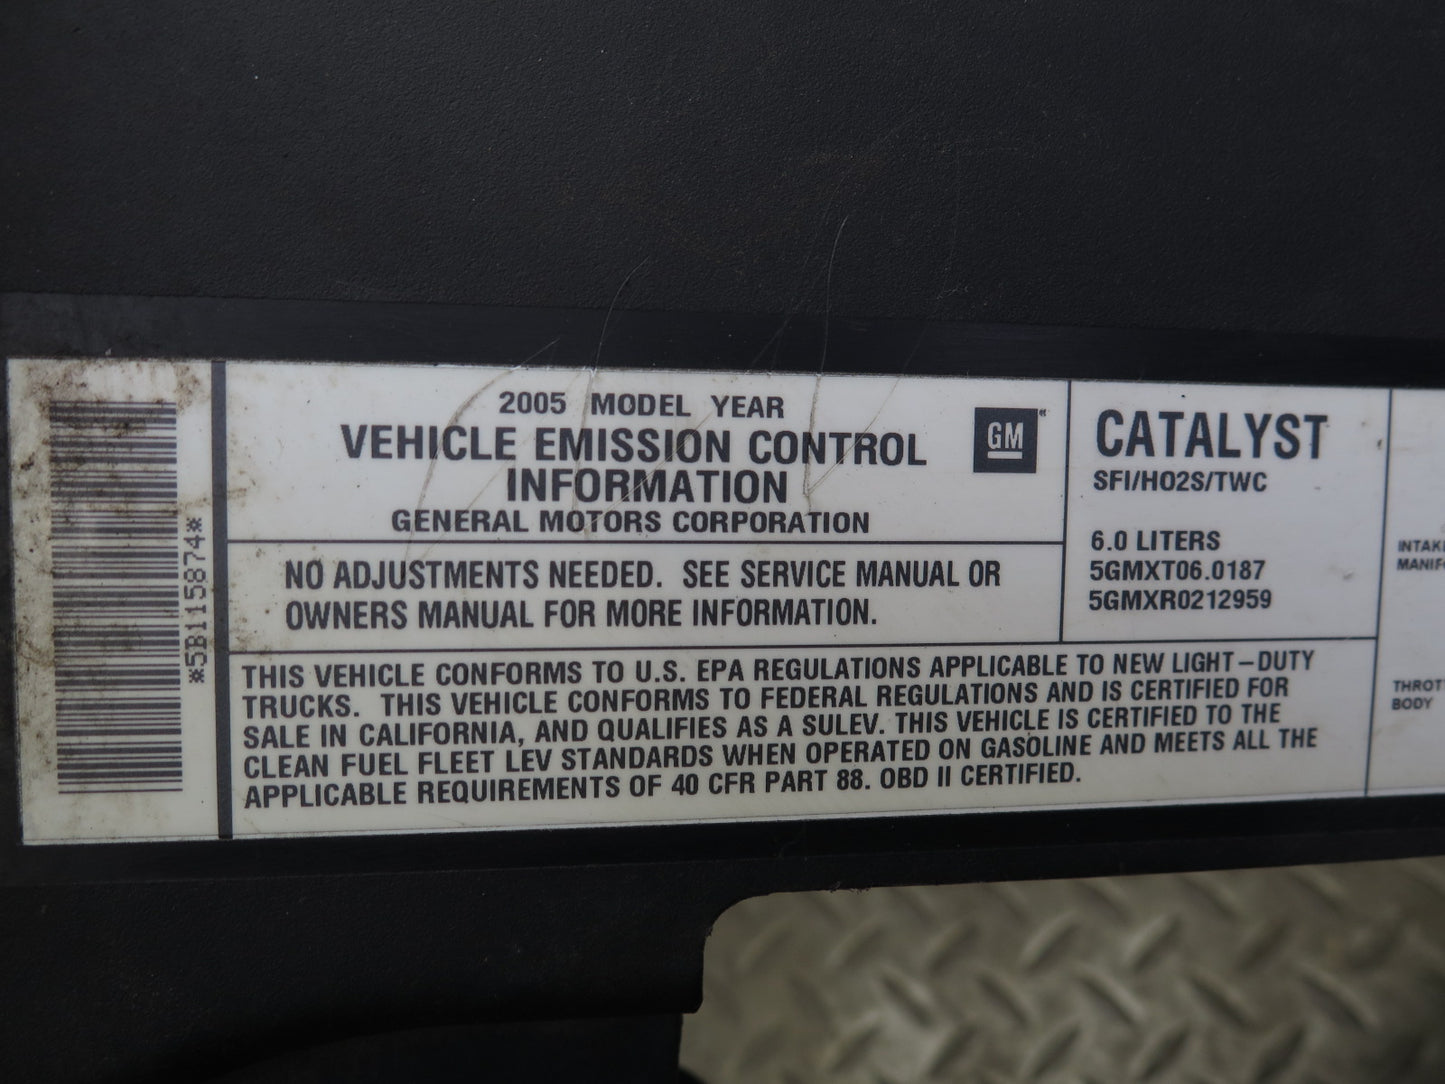 *5B115874*
2005 MODEL YEAR
VEHICLE EMISSION CONTROL
INFORMATION
GENERAL MOTORS CORPORATION
GM
NO ADJUSTMENTS NEEDED. SEE SERVICE MANUAL OR
OWNERS MANUAL FOR MORE INFORMATION.
CATALYST
SFI/HO2S/TWC
6.0 LITERS
5GMXT06.0187
5GMXR0212959
THIS VEHICLE CONFORMS TO U.S. EPA REGULATIONS APPLICABLE TO NEW LIGHT-DUTY
TRUCKS. THIS VEHICLE CONFORMS TO FEDERAL REGULATIONS AND IS CERTIFIED FOR
SALE IN CALIFORNIA, AND QUALIFIES AS A SULEV. THIS VEHICLE IS CERTIFIED TO THE
CLEAN FUEL FLEET LEV STANDARDS WHEN OPERATED ON GASOLINE AND MEETS ALL THE
APPLICABLE REQUIREMENTS OF 40 CFR PART 88. OBD II CERTIFIED.
BODY